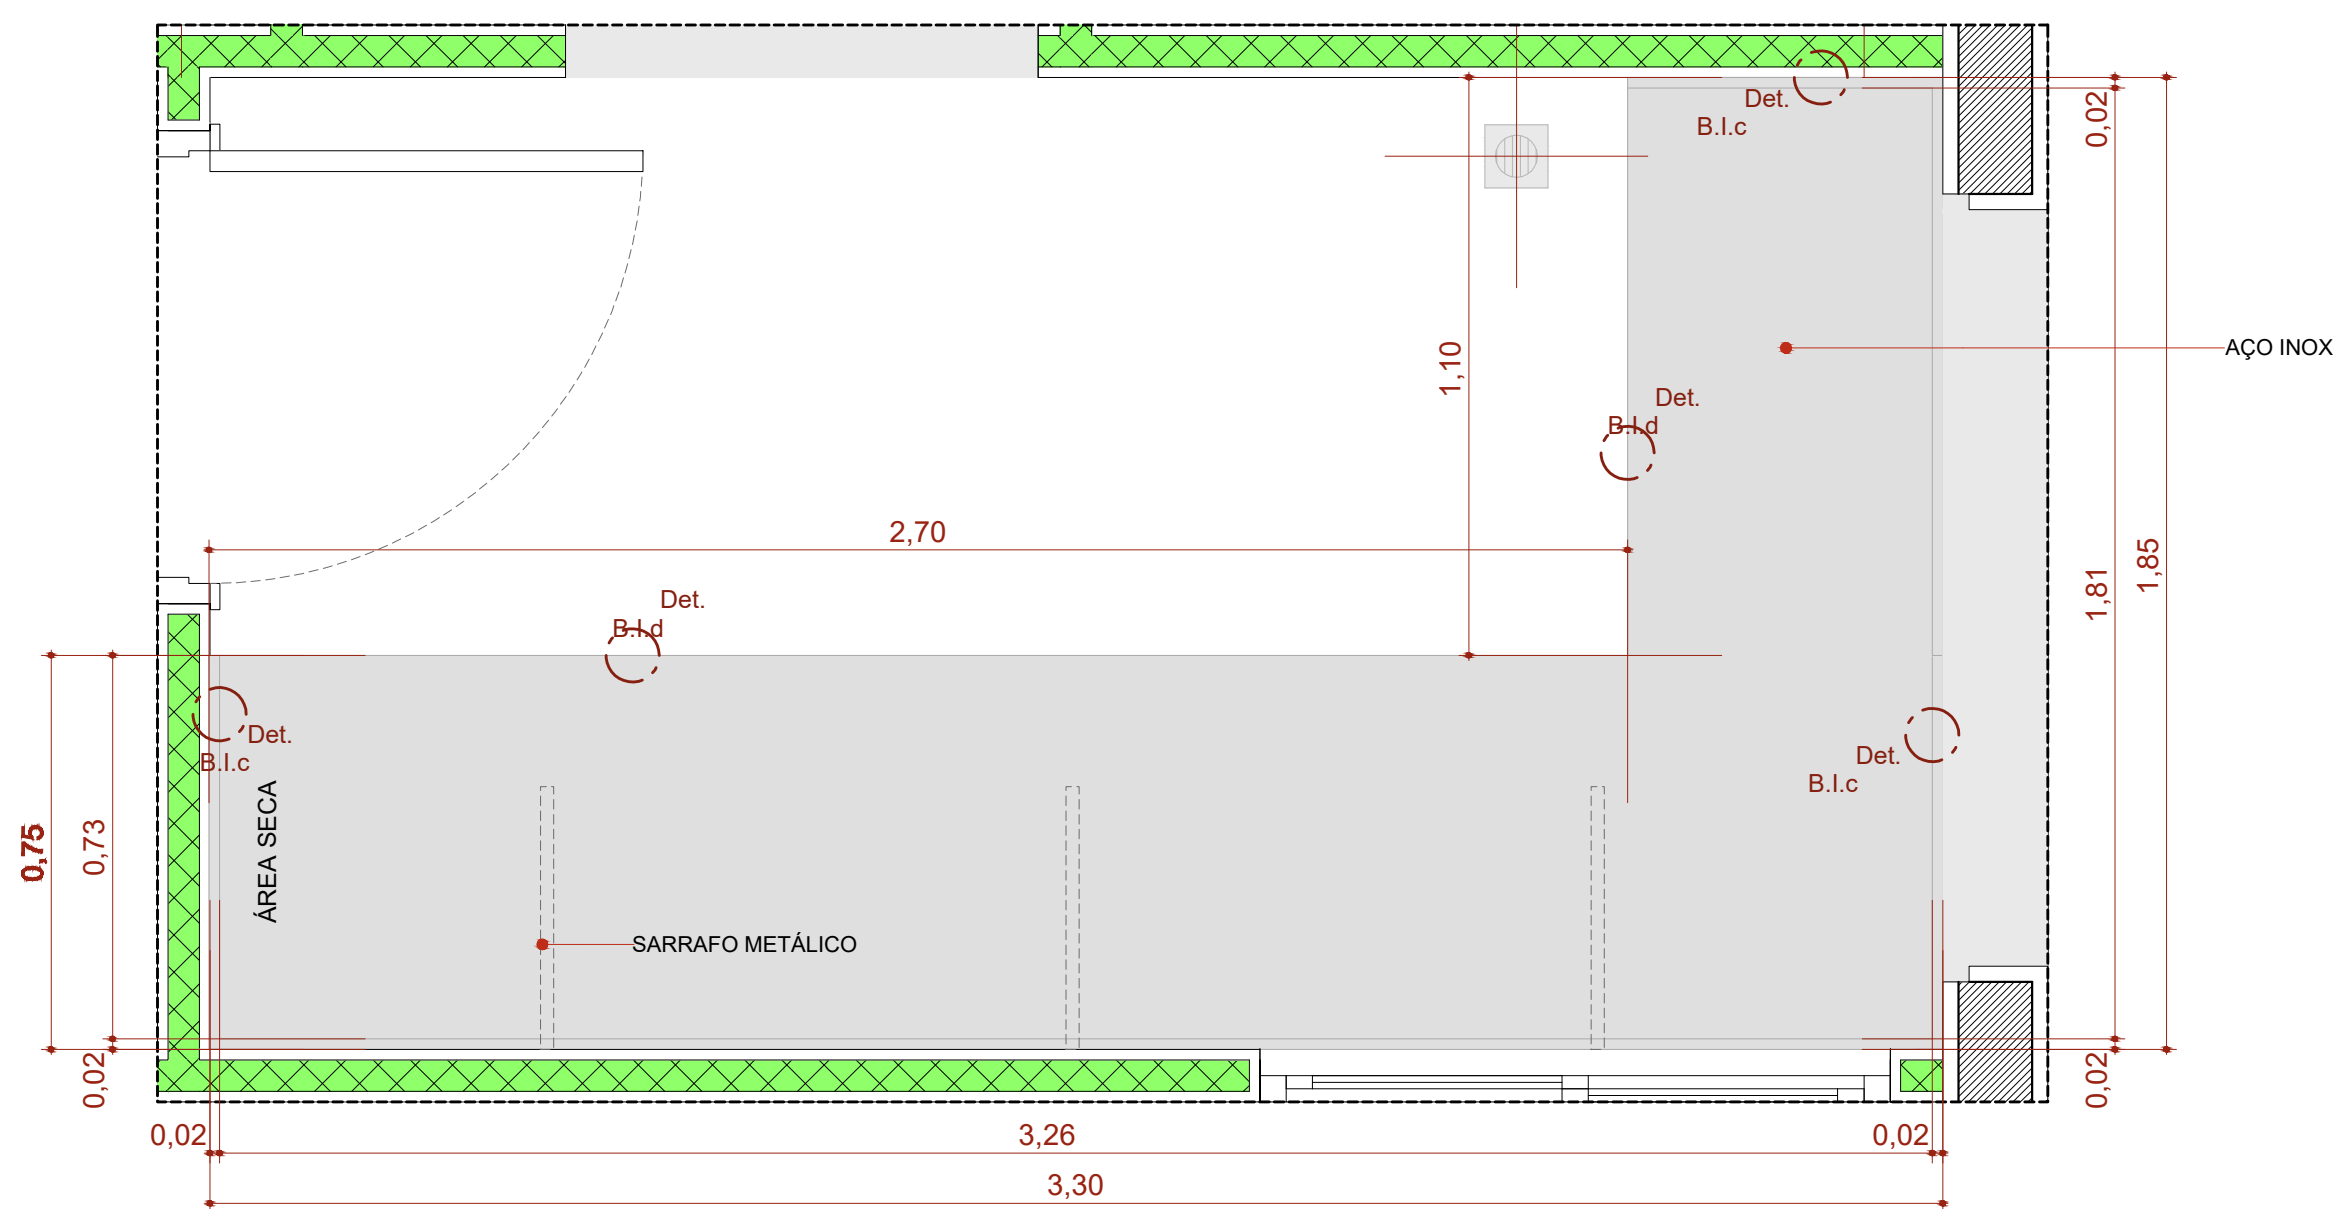 Det.
B.I.c
0,02
AÇO INOX
1,10
Det.
B.I.d
2,70
1,81
1,85
Det.
B.I.d
Det.
B.I.c
Det.
B.I.c
ÁREA SECA
0,75
0,73
SARRAFO METÁLICO
0,02
0,02
0,02
3,26
0,02
3,30